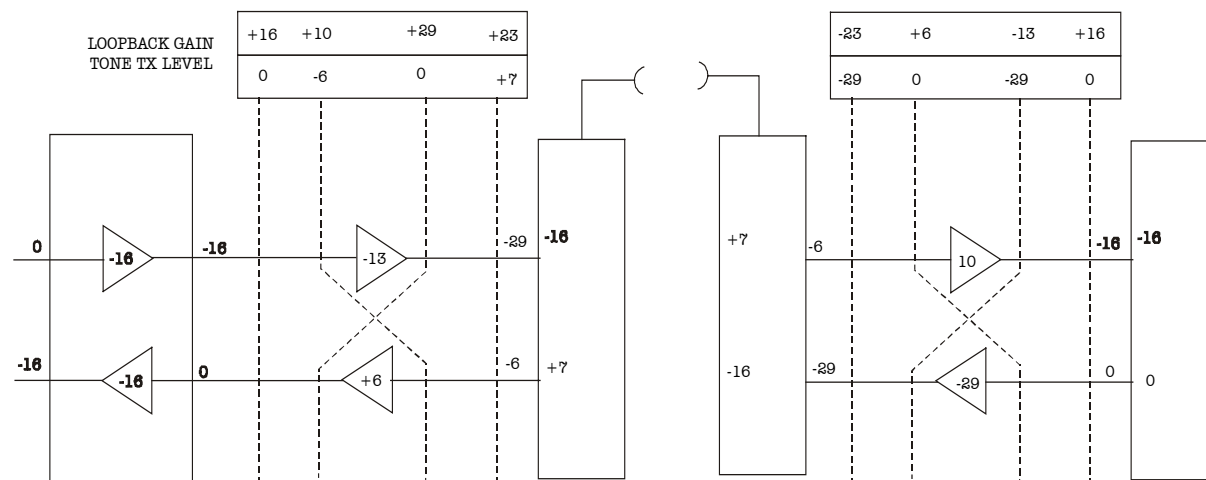 LOOPBACK GAIN
TONE TX LEVEL
+16 +10 +29 +23
0 -6 0 +7
-23 +6 -13 +16
-29 0 -29 0
0 -16 -16 -13 -29 -16
-16 -16 0 +6 -6 +7
+7 -6 10 -16 -16
-16 -29 -29 0 0